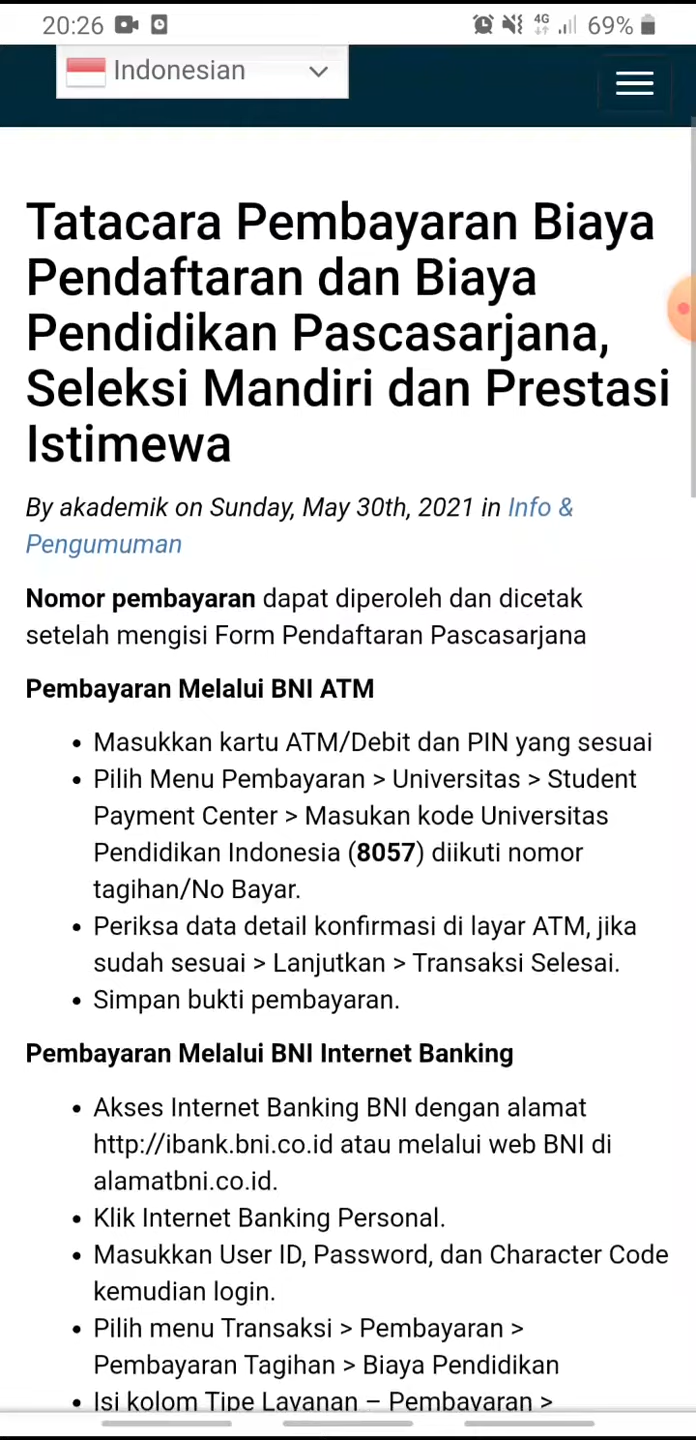 20:26
4G
69%
Indonesian
Tatacara Pembayaran Biaya
Pendaftaran dan Biaya
Pendidikan Pascasarjana,
Seleksi Mandiri dan Prestasi
Istimewa
By akademik on Sunday, May 30th, 2021 in Info &
Pengumuman
Nomor pembayaran dapat diperoleh dan dicetak
setelah mengisi Form Pendaftaran Pascasarjana
Pembayaran Melalui BNI ATM
• Masukkan kartu ATM/Debit dan PIN yang sesuai
• Pilih Menu Pembayaran > Universitas > Student
Payment Center > Masukan kode Universitas
Pendidikan Indonesia (8057) diikuti nomor
tagihan/No Bayar.
• Periksa data detail konfirmasi di layar ATM, jika
sudah sesuai > Lanjutkan > Transaksi Selesai.
• Simpan bukti pembayaran.
Pembayaran Melalui BNI Internet Banking
• Akses Internet Banking BNI dengan alamat
http://ibank.bni.co.id atau melalui web BNI di
alamatbni.co.id.
• Klik Internet Banking Personal.
• Masukkan User ID, Password, dan Character Code
kemudian login.
• Pilih menu Transaksi > Pembayaran >
Pembayaran Tagihan > Biaya Pendidikan
• Isi kolom Tipe Layanan – Pembayaran >